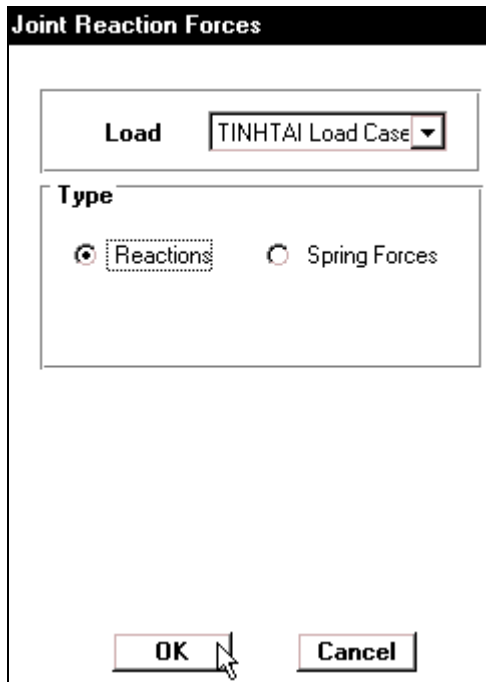 Joint Reaction Forces
Load TINHTAI Load Case
Type
Reactions Spring Forces
OK Cancel